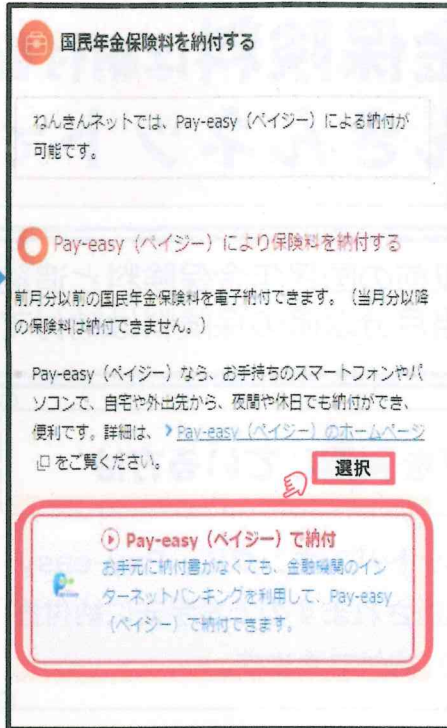 国民年金保険料を納付する
ねんきんネットでは、Pay-easy（ペイジー）による納付が
可能です。
Pay-easy（ペイジー）により保険料を納付する
前月分以前の国民年金保険料を電子納付できます。（当月分以降
の保険料は納付できません。）
Pay-easy（ペイジー）なら、お手持ちのスマートフォンやパ
ソコンで、自宅や外出先から、夜間や休日でも納付ができ、
便利です。詳細は、Pay-easy（ペイジー）のホームページ
をご覧ください。
選択
Pay-easy（ペイジー）で納付
お手元に納付書がなくても、金融機関のイン
ターネットバンキングを利用して、Pay-easy
（ペイジー）で納付できます。